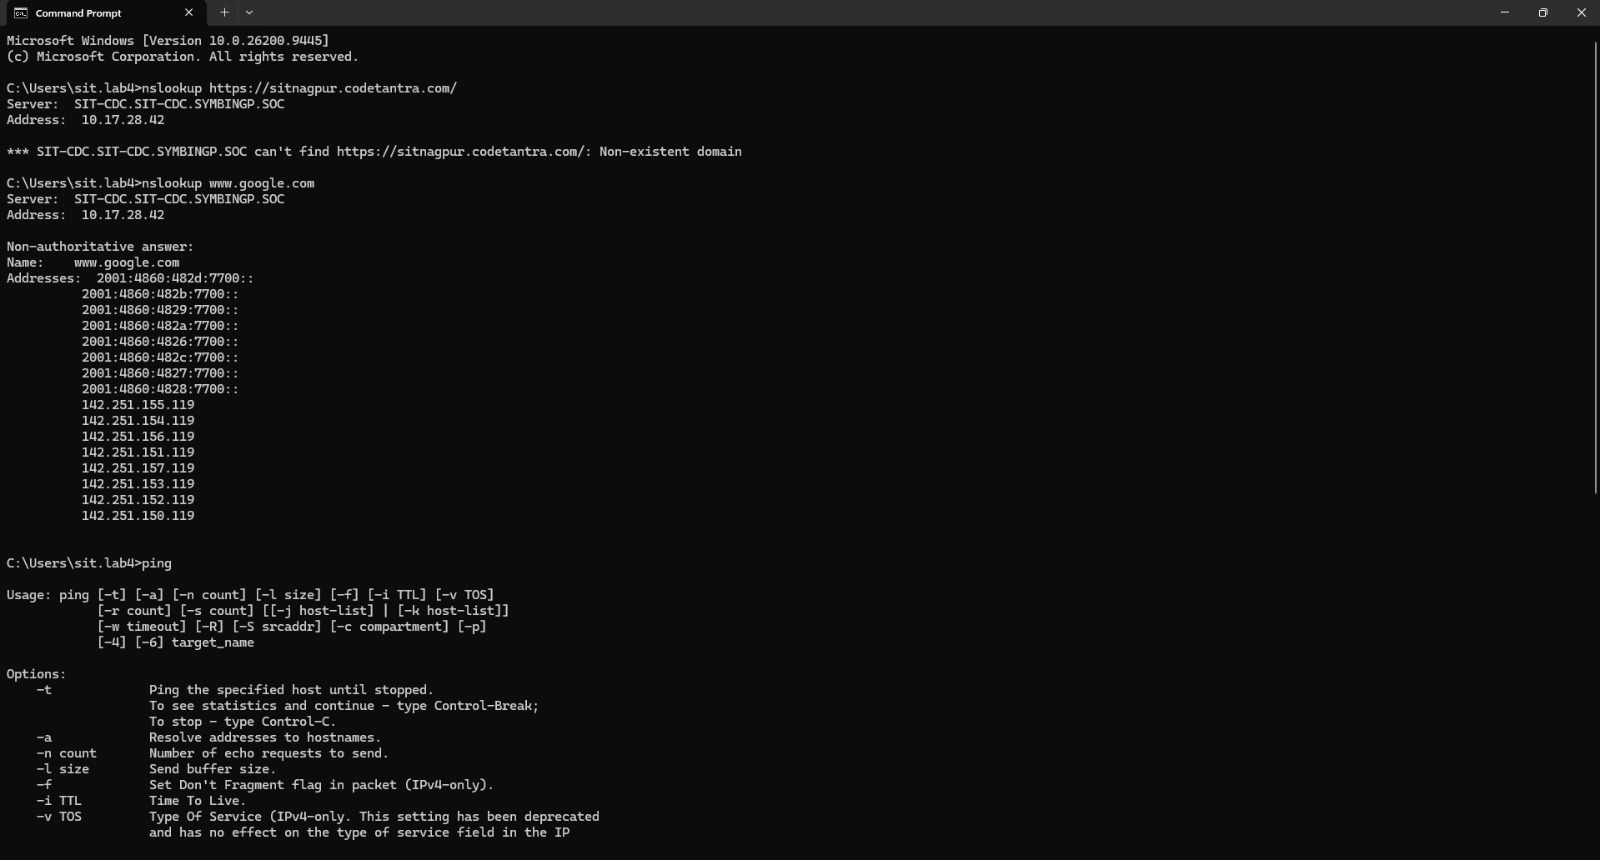 Command Prompt
Microsoft Windows [Version 10.0.26200.9445]
(c) Microsoft Corporation. All rights reserved.
C:\Users\sit.lab4>nslookup https://sitnagpur.codetantra.com/
Server:  SIT-CDC.SIT-CDC.SYMBINGP.SOC
Address:  10.17.28.42
*** SIT-CDC.SIT-CDC.SYMBINGP.SOC can't find https://sitnagpur.codetantra.com/: Non-existent domain
C:\Users\sit.lab4>nslookup www.google.com
Server:  SIT-CDC.SIT-CDC.SYMBINGP.SOC
Address:  10.17.28.42
Non-authoritative answer:
Name:    www.google.com
Addresses:  2001:4860:482d:7700::
2001:4860:482b:7700::
2001:4860:4829:7700::
2001:4860:482a:7700::
2001:4860:4826:7700::
2001:4860:482c:7700::
2001:4860:4827:7700::
2001:4860:4828:7700::
142.251.155.119
142.251.154.119
142.251.156.119
142.251.151.119
142.251.157.119
142.251.153.119
142.251.152.119
142.251.150.119
C:\Users\sit.lab4>ping
Usage: ping [-t] [-a] [-n count] [-l size] [-f] [-i TTL] [-v TOS]
[-r count] [-s count] [[-j host-list] | [-k host-list]]
[-w timeout] [-R] [-S srcaddr] [-c compartment] [-p]
[-4] [-6] target_name
Options:
-t             Ping the specified host until stopped.
To see statistics and continue - type Control-Break;
To stop - type Control-C.
-a             Resolve addresses to hostnames.
-n count       Number of echo requests to send.
-l size        Send buffer size.
-f             Set Don't Fragment flag in packet (IPv4-only).
-i TTL         Time To Live.
-v TOS         Type Of Service (IPv4-only. This setting has been deprecated
and has no effect on the type of service field in the IP